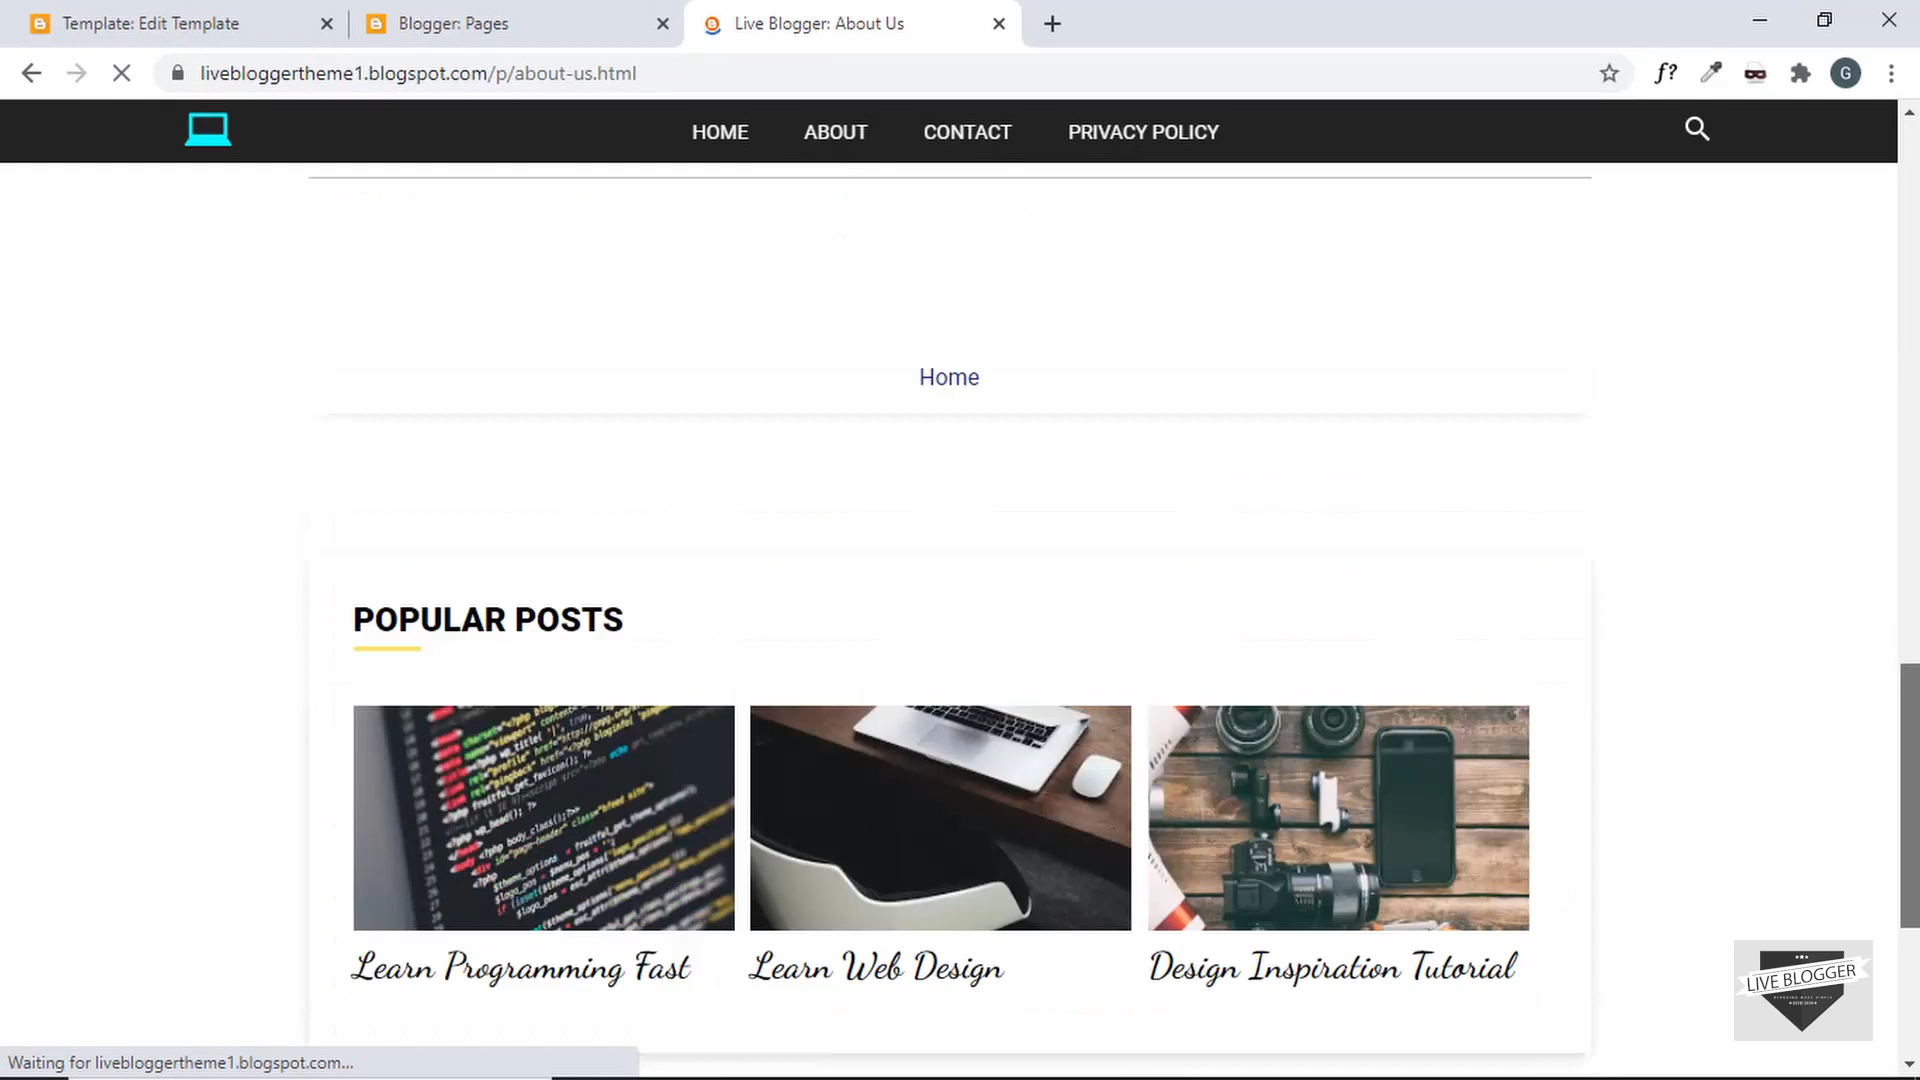 Template: Edit Template
Blogger: Pages
Live Blogger: About Us
livebloggertheme1.blogspot.com/p/about-us.html
f?
G
HOME
ABOUT
CONTACT
PRIVACY POLICY
Home
POPULAR POSTS
Learn Programming Fast
Learn Web Design
Design Inspiration Tutorial
LIVE BLOGGER
Waiting for livebloggertheme1.blogspot.com...